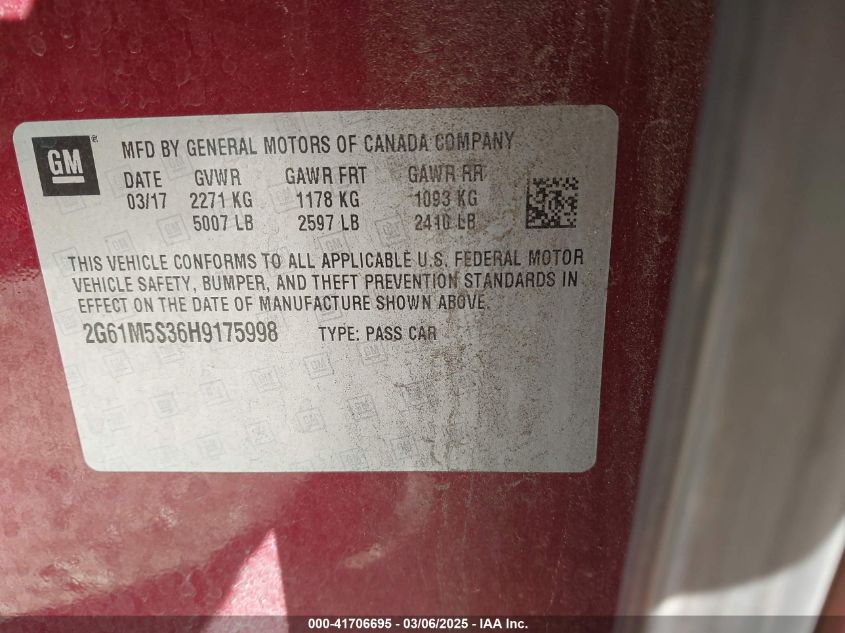 GM
MFD BY GENERAL MOTORS OF CANADA COMPANY
DATE GVWR GAWR FRT GAWR RR
03/17 2271 KG 1178 KG 1093 KG
5007 LB 2597 LB 2410 LB
THIS VEHICLE CONFORMS TO ALL APPLICABLE U.S. FEDERAL MOTOR
VEHICLE SAFETY, BUMPER, AND THEFT PREVENTION STANDARDS IN
EFFECT ON THE DATE OF MANUFACTURE SHOWN ABOVE.
2G61M5S36H9175998 TYPE: PASS CAR
000-41706695 - 03/06/2025 - IAA Inc.